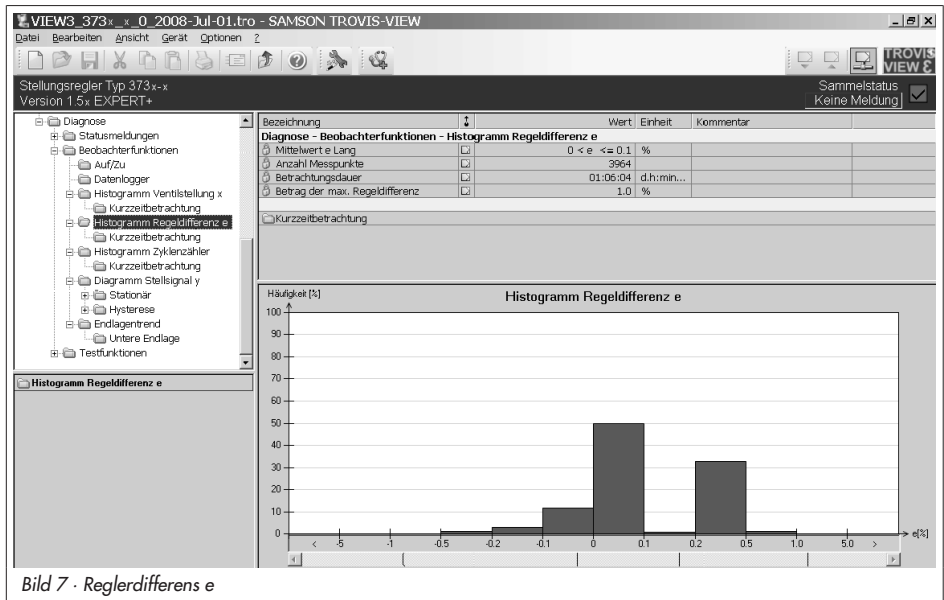 VIEW3_373x_x_0_2008-Jul-01.tro - SAMSON TROVIS-VIEW
Datei Bearbeiten Ansicht Gerät Optionen ?
TROVIS
VIEW 3
Stellungsregler Typ 373x-x
Version 1.5x EXPERT+
Sammelstatus
Keine Meldung
Diagnose
Statusmeldungen
Beobachterfunktionen
Auf/Zu
Datenlogger
Histogramm Ventilstellung x
Kurzzeitbetrachtung
Histogramm Regeldifferenz e
Kurzzeitbetrachtung
Histogramm Zyklenzähler
Kurzzeitbetrachtung
Diagramm Stellsignal y
Stationär
Hysterese
Endlagentrend
Untere Endlage
Testfunktionen
Histogramm Regeldifferenz e
Bezeichnung Wert Einheit Kommentar
Diagnose - Beobachterfunktionen - Histogramm Regeldifferenz e
Mittelwert e Lang 0 < e <= 0.1 %
Anzahl Messpunkte 3964
Betrachtungsdauer 01:06:04 d.h:min...
Betrag der max. Regeldifferenz 1.0 %
Kurzzeitbetrachtung
Häufigkeit [%]
Histogramm Regeldifferenz e
100
90
80
70
60
50
40
30
20
10
0
< -5 -1 -0.5 -0.2 -0.1 0 0.1 0.2 0.5 1.0 5.0 > e[%]
Bild 7 · Reglerdifferens e